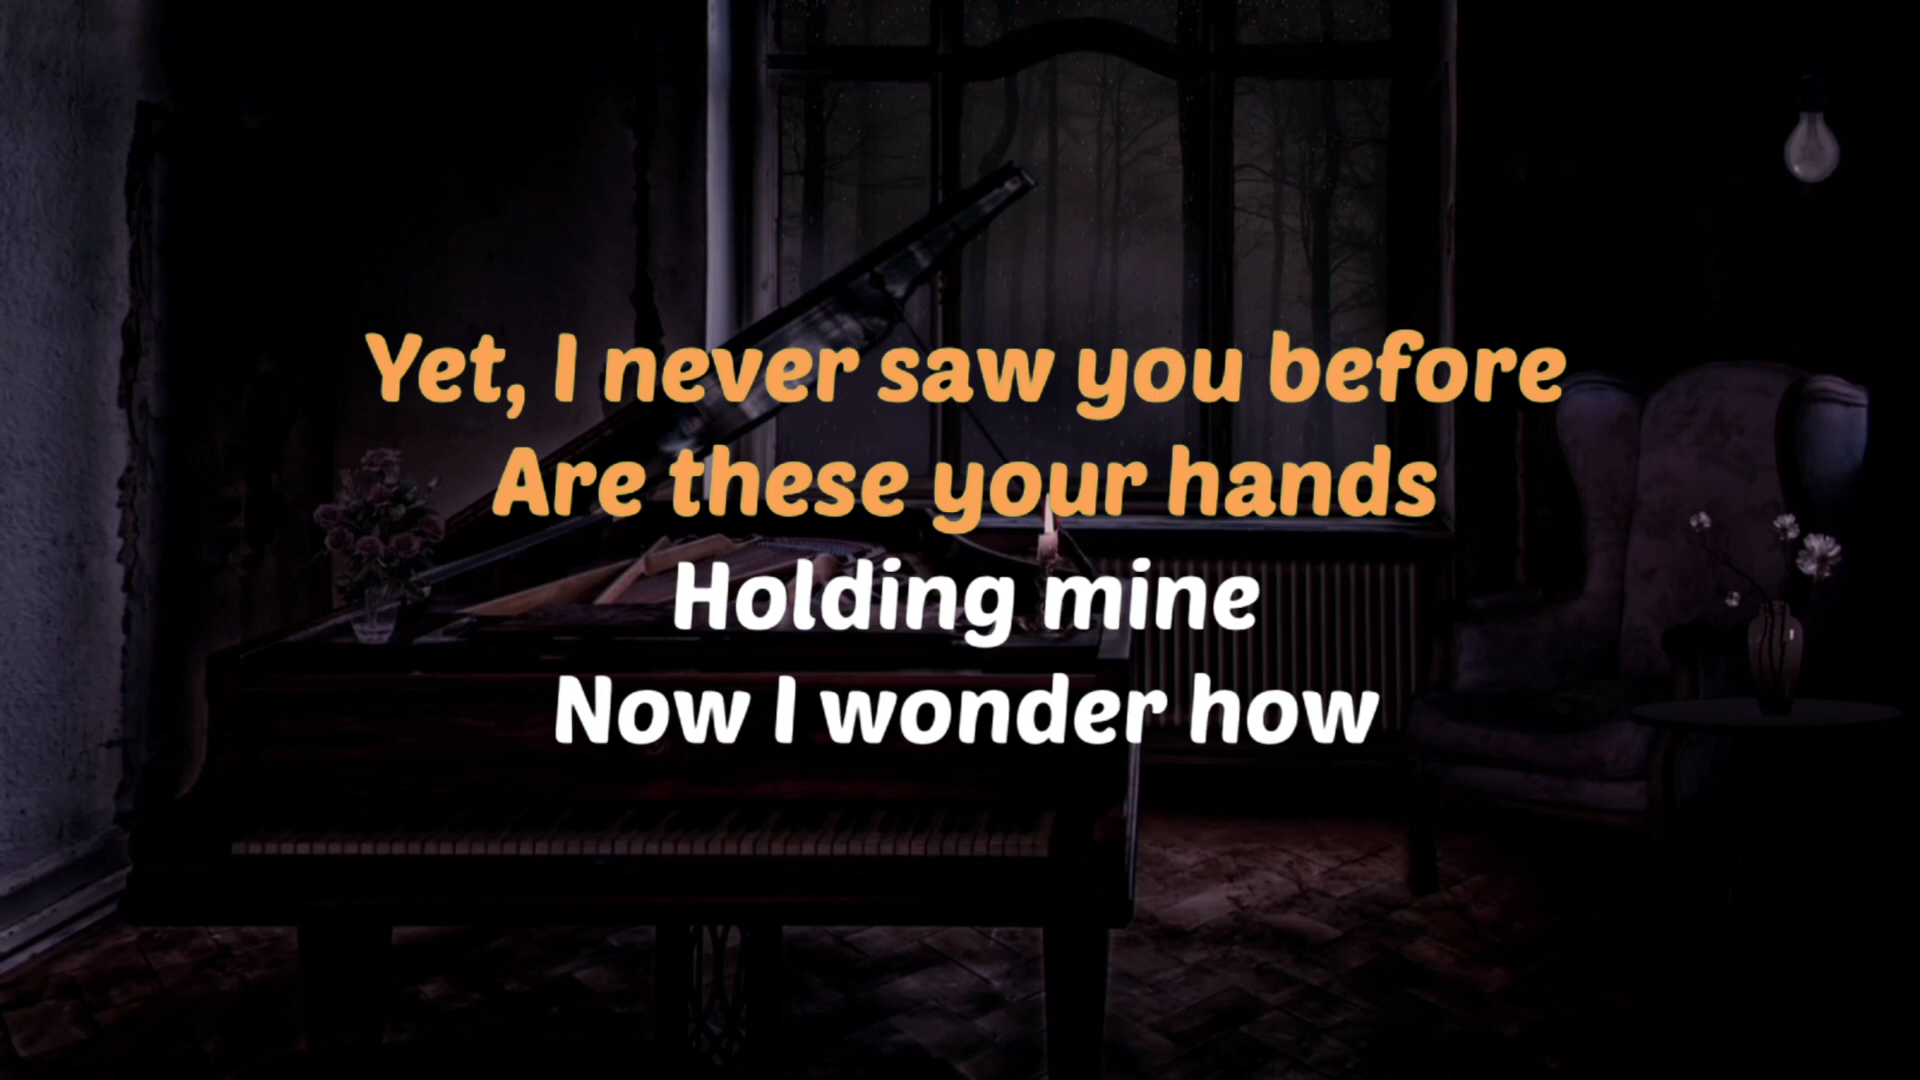 Yet, I never saw you before
Are these your hands
Holding mine
Now I wonder how